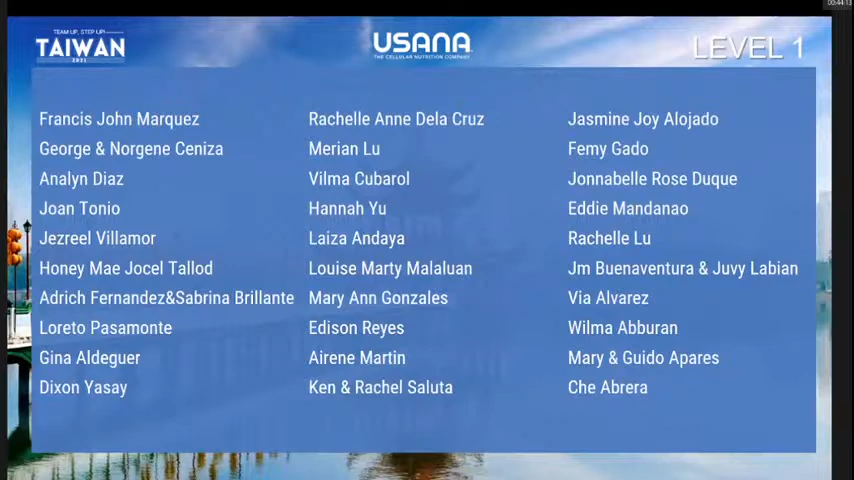 00:44:13
TEAM UP, STEP UP!
TAIWAN
2021
USANA
THE CELLULAR NUTRITION COMPANY
LEVEL 1
Francis John Marquez
George & Norgene Ceniza
Analyn Diaz
Joan Tonio
Jezreel Villamor
Honey Mae Jocel Tallod
Adrich Fernandez&Sabrina Brillante
Loreto Pasamonte
Gina Aldeguer
Dixon Yasay
Rachelle Anne Dela Cruz
Merian Lu
Vilma Cubarol
Hannah Yu
Laiza Andaya
Louise Marty Malaluan
Mary Ann Gonzales
Edison Reyes
Airene Martin
Ken & Rachel Saluta
Jasmine Joy Alojado
Femy Gado
Jonnabelle Rose Duque
Eddie Mandanao
Rachelle Lu
Jm Buenaventura & Juvy Labian
Via Alvarez
Wilma Abburan
Mary & Guido Apares
Che Abrera